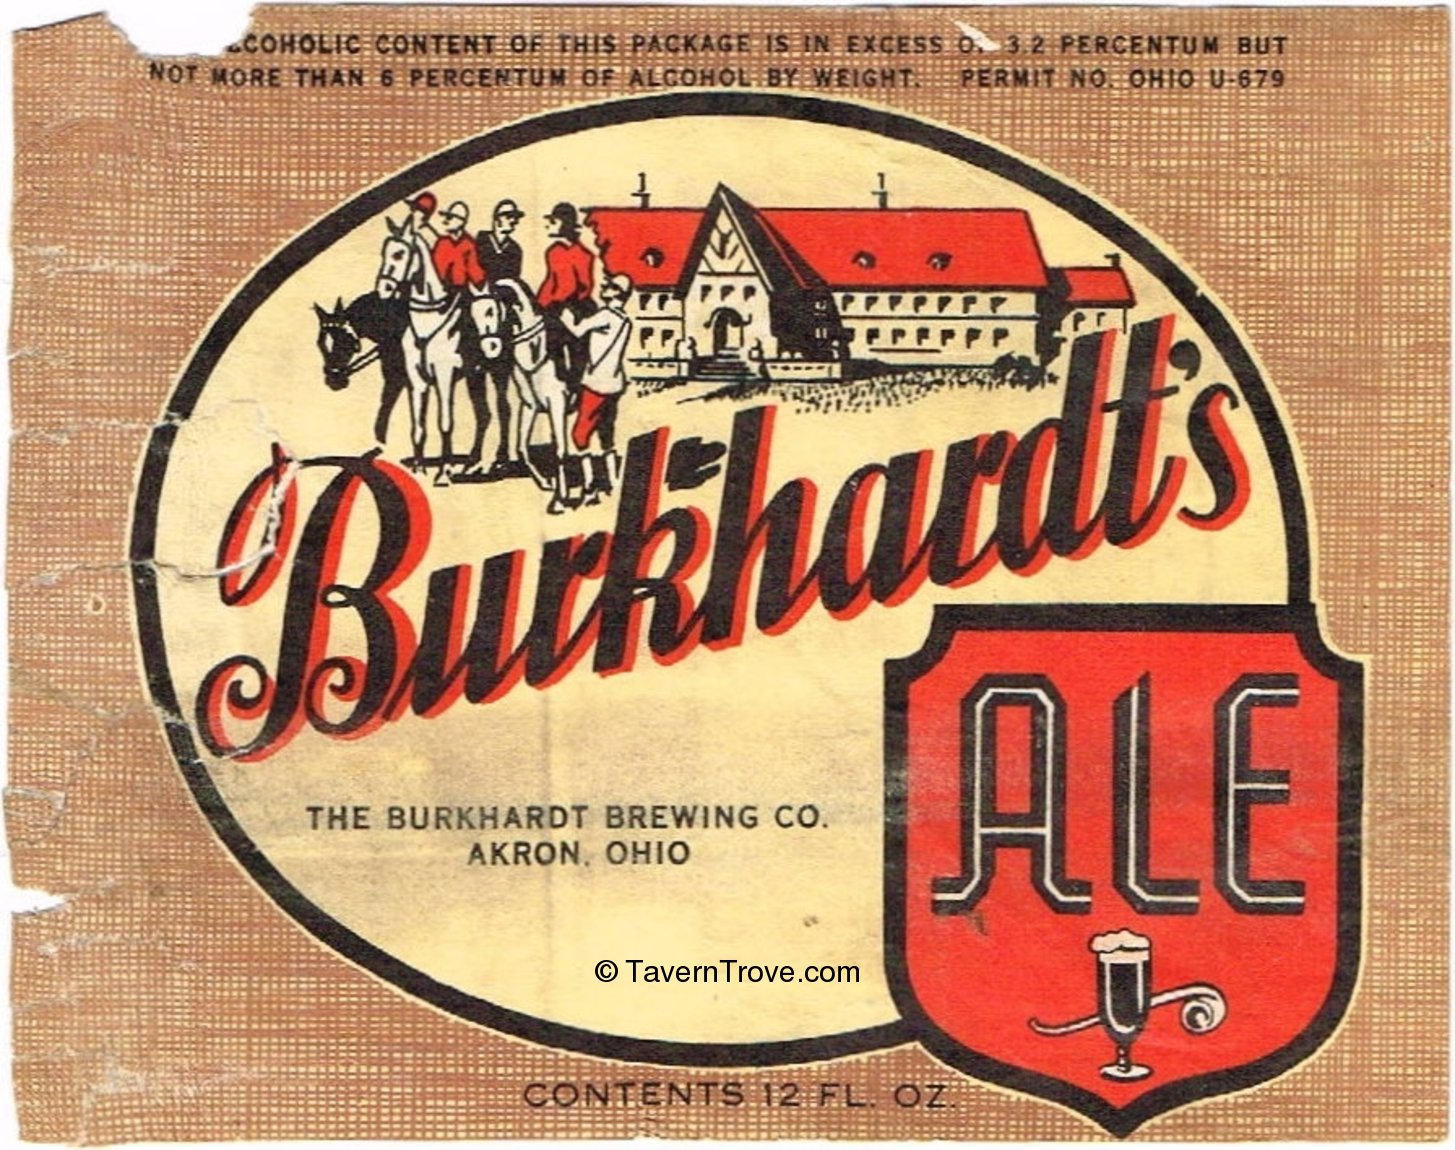 COHOLIC CONTENT OF THIS PACKAGE IS IN EXCESS O 3.2 PERCENTUM BUT
NOT MORE THAN 6 PERCENTUM OF ALCOHOL BY WEIGHT. PERMIT NO. OHIO U-679
Burkhardt's
ALE
THE BURKHARDT BREWING CO.
AKRON, OHIO
© TavernTrove.com
CONTENTS 12 FL. OZ.